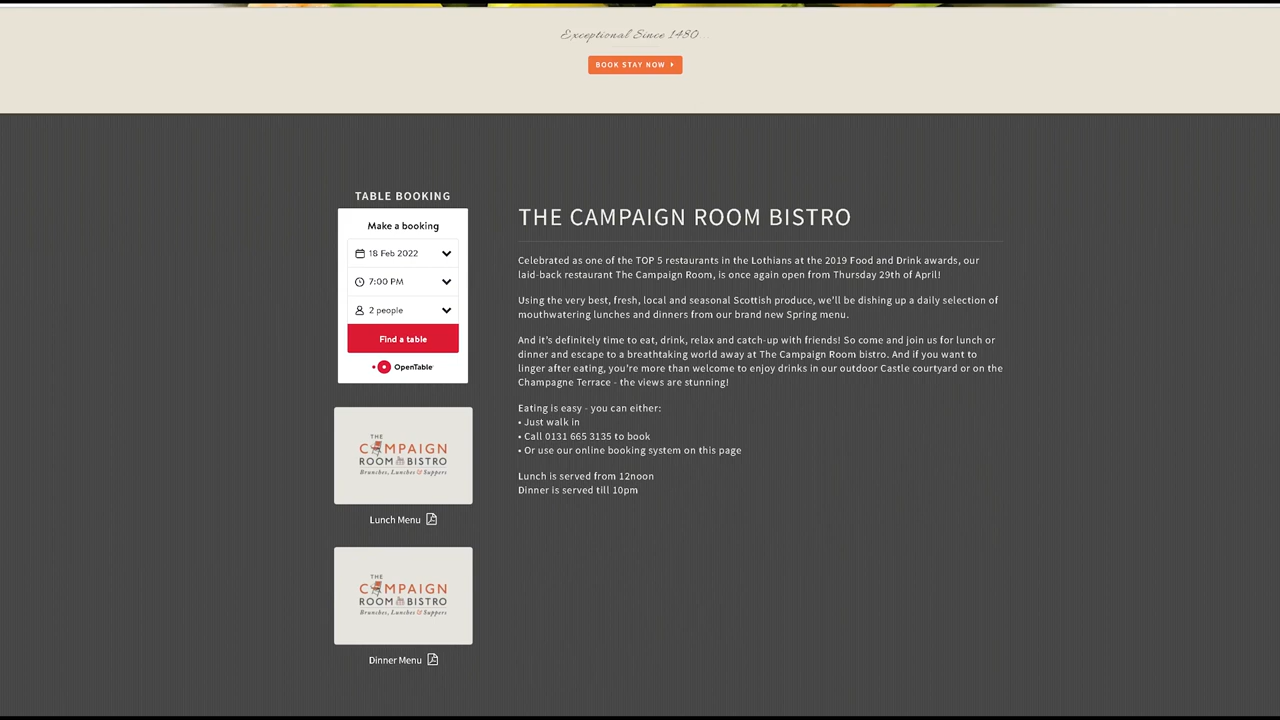 Exceptional Since 1480...
BOOK STAY NOW
TABLE BOOKING
Make a booking
18 Feb 2022
7:00 PM
2 people
Find a table
OpenTable
THE
CAMPAIGN
ROOM BISTRO
Brunches, Lunches & Suppers
Lunch Menu
THE
CAMPAIGN
ROOM BISTRO
Brunches, Lunches & Suppers
Dinner Menu
THE CAMPAIGN ROOM BISTRO
Celebrated as one of the TOP 5 restaurants in the Lothians at the 2019 Food and Drink awards, our
laid-back restaurant The Campaign Room, is once again open from Thursday 29th of April!
Using the very best, fresh, local and seasonal Scottish produce, we'll be dishing up a daily selection of
mouthwatering lunches and dinners from our brand new Spring menu.
And it's definitely time to eat, drink, relax and catch-up with friends! So come and join us for lunch or
dinner and escape to a breathtaking world away at The Campaign Room bistro. And if you want to
linger after eating, you're more than welcome to enjoy drinks in our outdoor Castle courtyard or on the
Champagne Terrace - the views are stunning!
Eating is easy - you can either:
• Just walk in
• Call 0131 665 3135 to book
• Or use our online booking system on this page
Lunch is served from 12noon
Dinner is served till 10pm